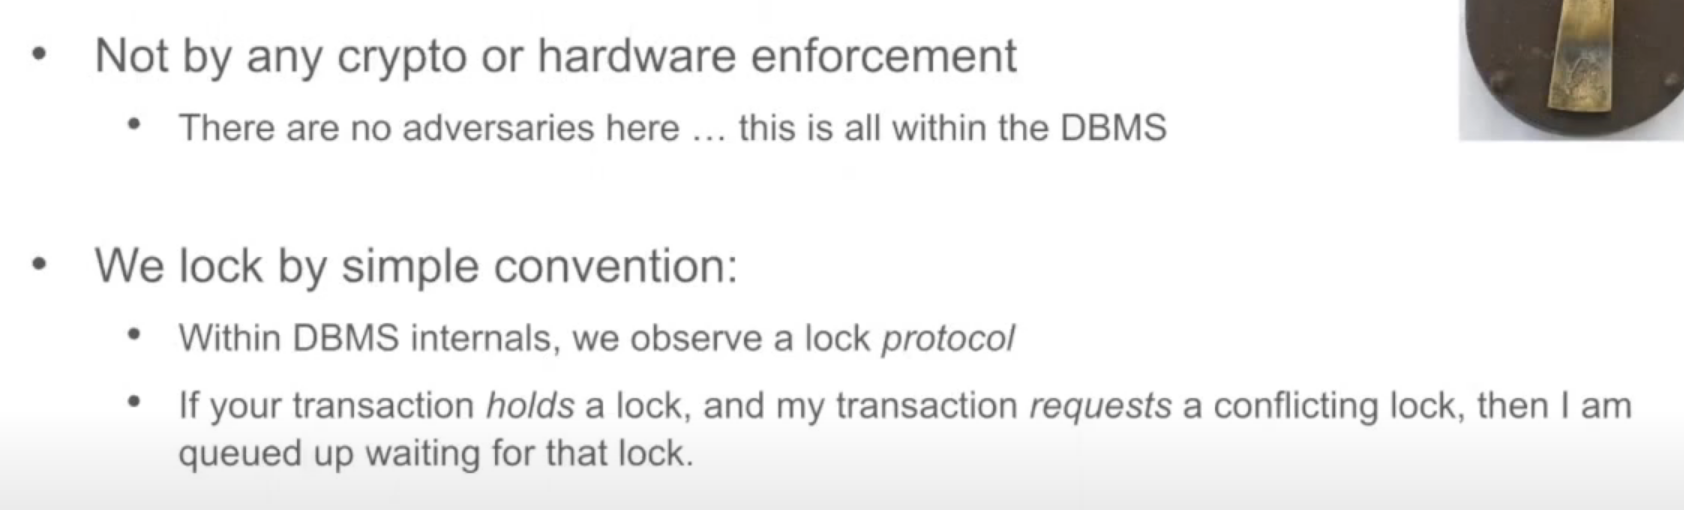 • Not by any crypto or hardware enforcement
• There are no adversaries here … this is all within the DBMS
• We lock by simple convention:
• Within DBMS internals, we observe a lock protocol
• If your transaction holds a lock, and my transaction requests a conflicting lock, then I am
queued up waiting for that lock.